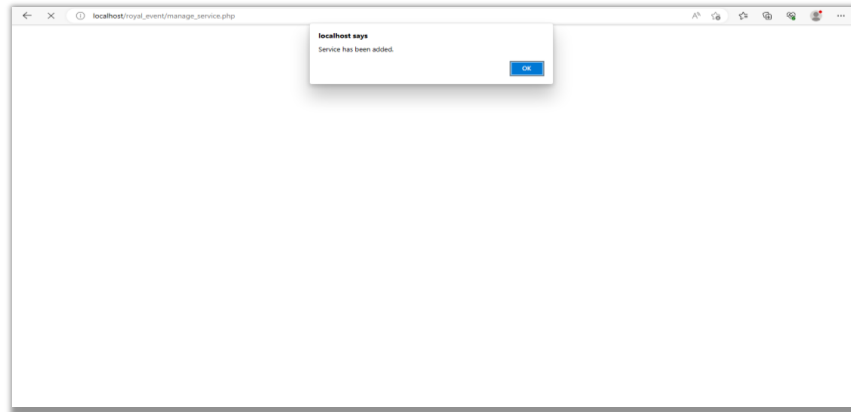 localhost/royal_event/manage_service.php
localhost says
Service has been added.
OK